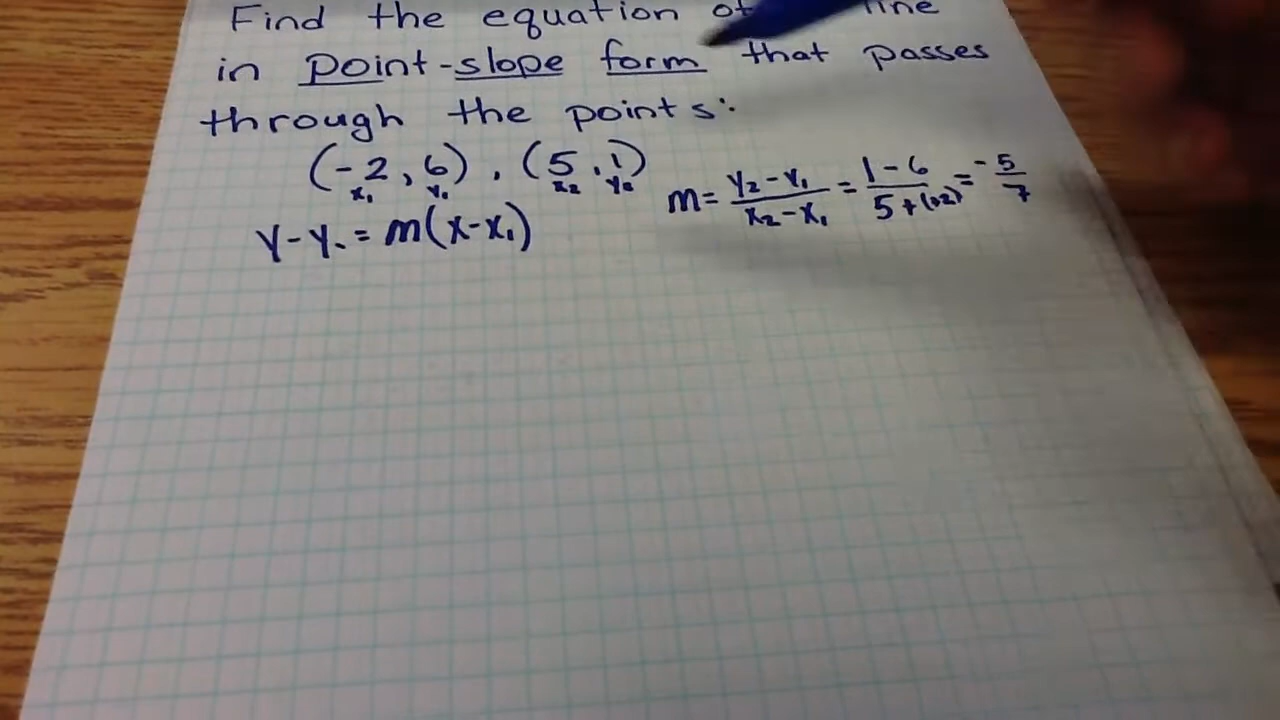 Find the equation of line
in point-slope form that passes
through the points:
(-2, 6), (5, 1)
x₁ y₁ x₂ y₂
m = y₂-y₁/x₂-x₁ = 1-6/5+(+2) = -5/7
y-y₁ = m(x-x₁)